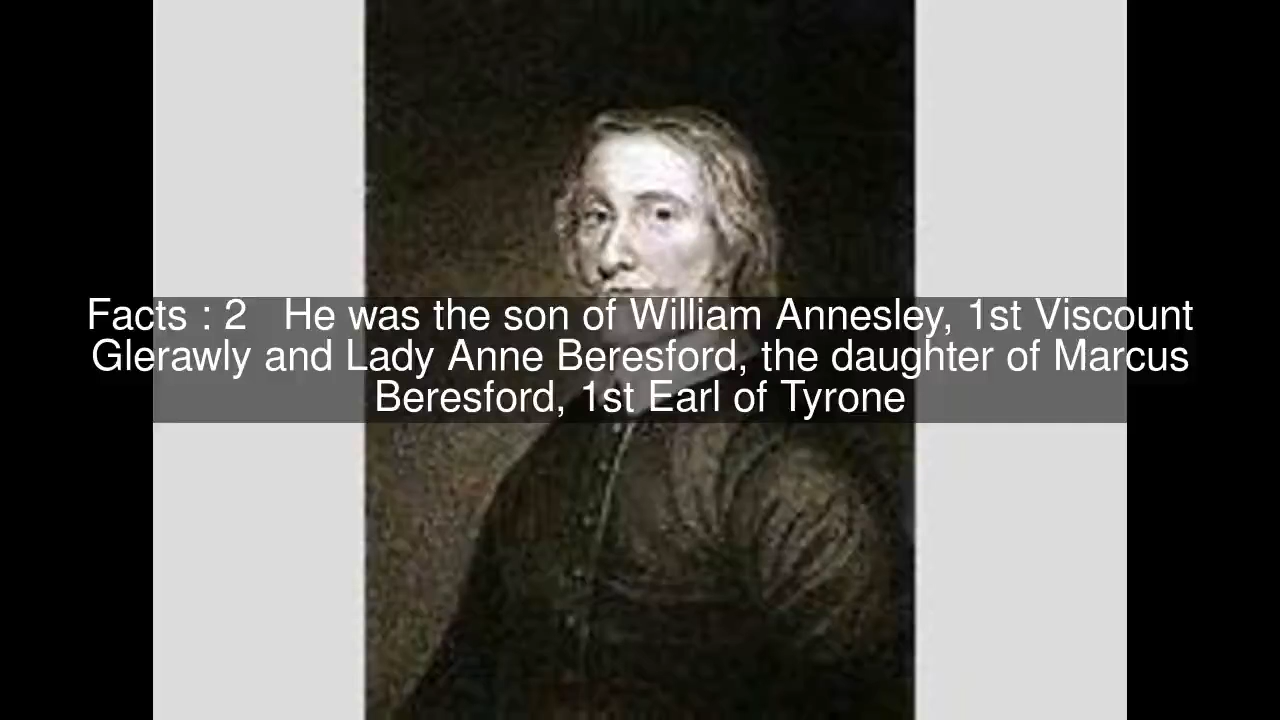 Facts : 2   He was the son of William Annesley, 1st Viscount
Glerawly and Lady Anne Beresford, the daughter of Marcus
Beresford, 1st Earl of Tyrone